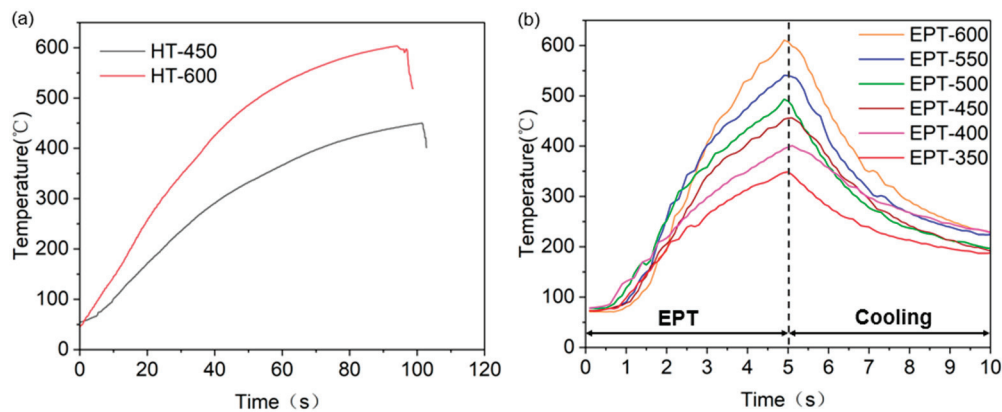 (a)
HT-450
HT-600
Temperature(℃)
600
500
400
300
200
100
0
0 20 40 60 80 100 120
Time（s）
(b)
EPT-600
EPT-550
EPT-500
EPT-450
EPT-400
EPT-350
Temperature(℃)
600
500
400
300
200
100
0
EPT
Cooling
0 1 2 3 4 5 6 7 8 9 10
Time（s）